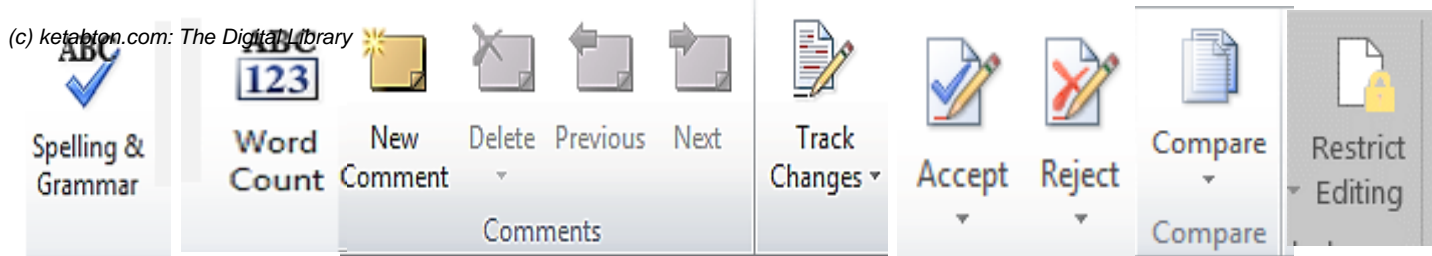 (c) ketabton.com: The Digital Library
ABC
Spelling &
Grammar
ABC
123
Word
Count
New
Comment
Delete
Previous
Next
Comments
Track
Changes
Accept
Reject
Compare
Compare
Restrict
Editing